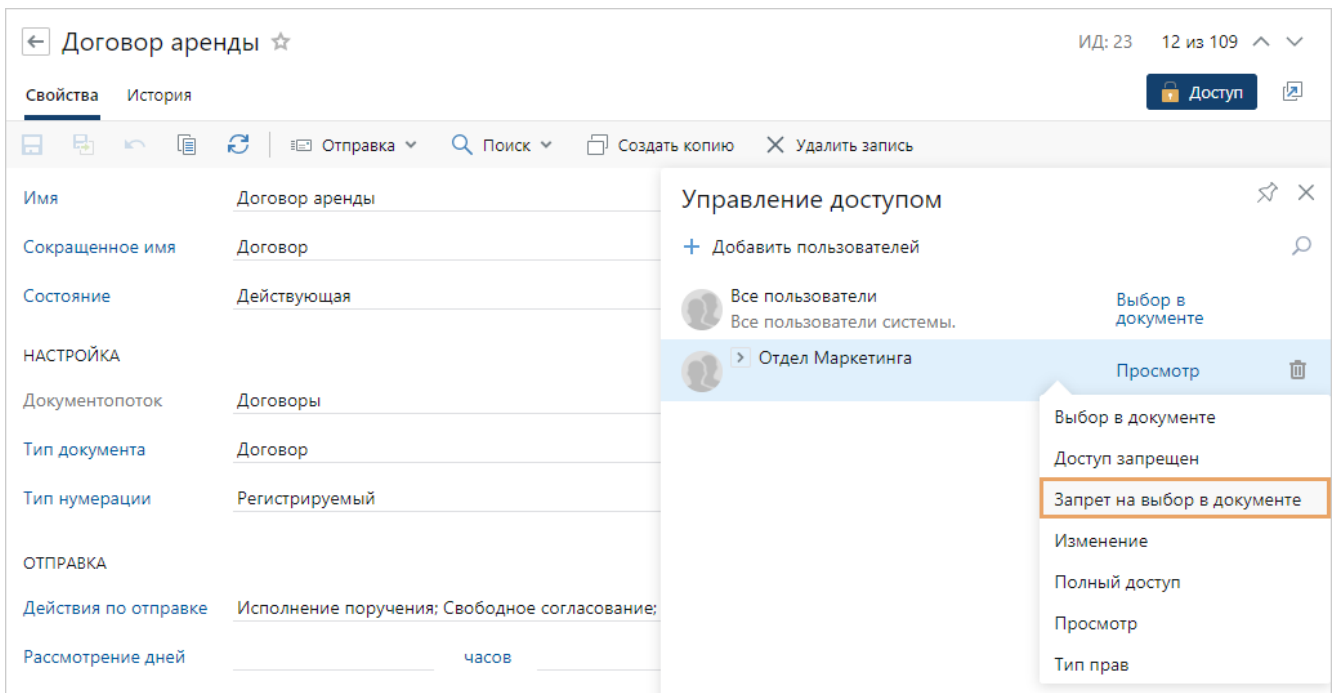 Договор аренды
ИД: 23 12 из 109
Свойства История
Доступ
Отправка Поиск Создать копию Удалить запись
Имя Договор аренды
Сокращенное имя Договор
Состояние Действующая
НАСТРОЙКА
Документопоток Договоры
Тип документа Договор
Тип нумерации Регистрируемый
ОТПРАВКА
Действия по отправке Исполнение поручения; Свободное согласование;
Рассмотрение дней часов
Управление доступом
Добавить пользователей
Все пользователи
Все пользователи системы.
Выбор в
документе
Отдел Маркетинга
Просмотр
Выбор в документе
Доступ запрещен
Запрет на выбор в документе
Изменение
Полный доступ
Просмотр
Тип прав